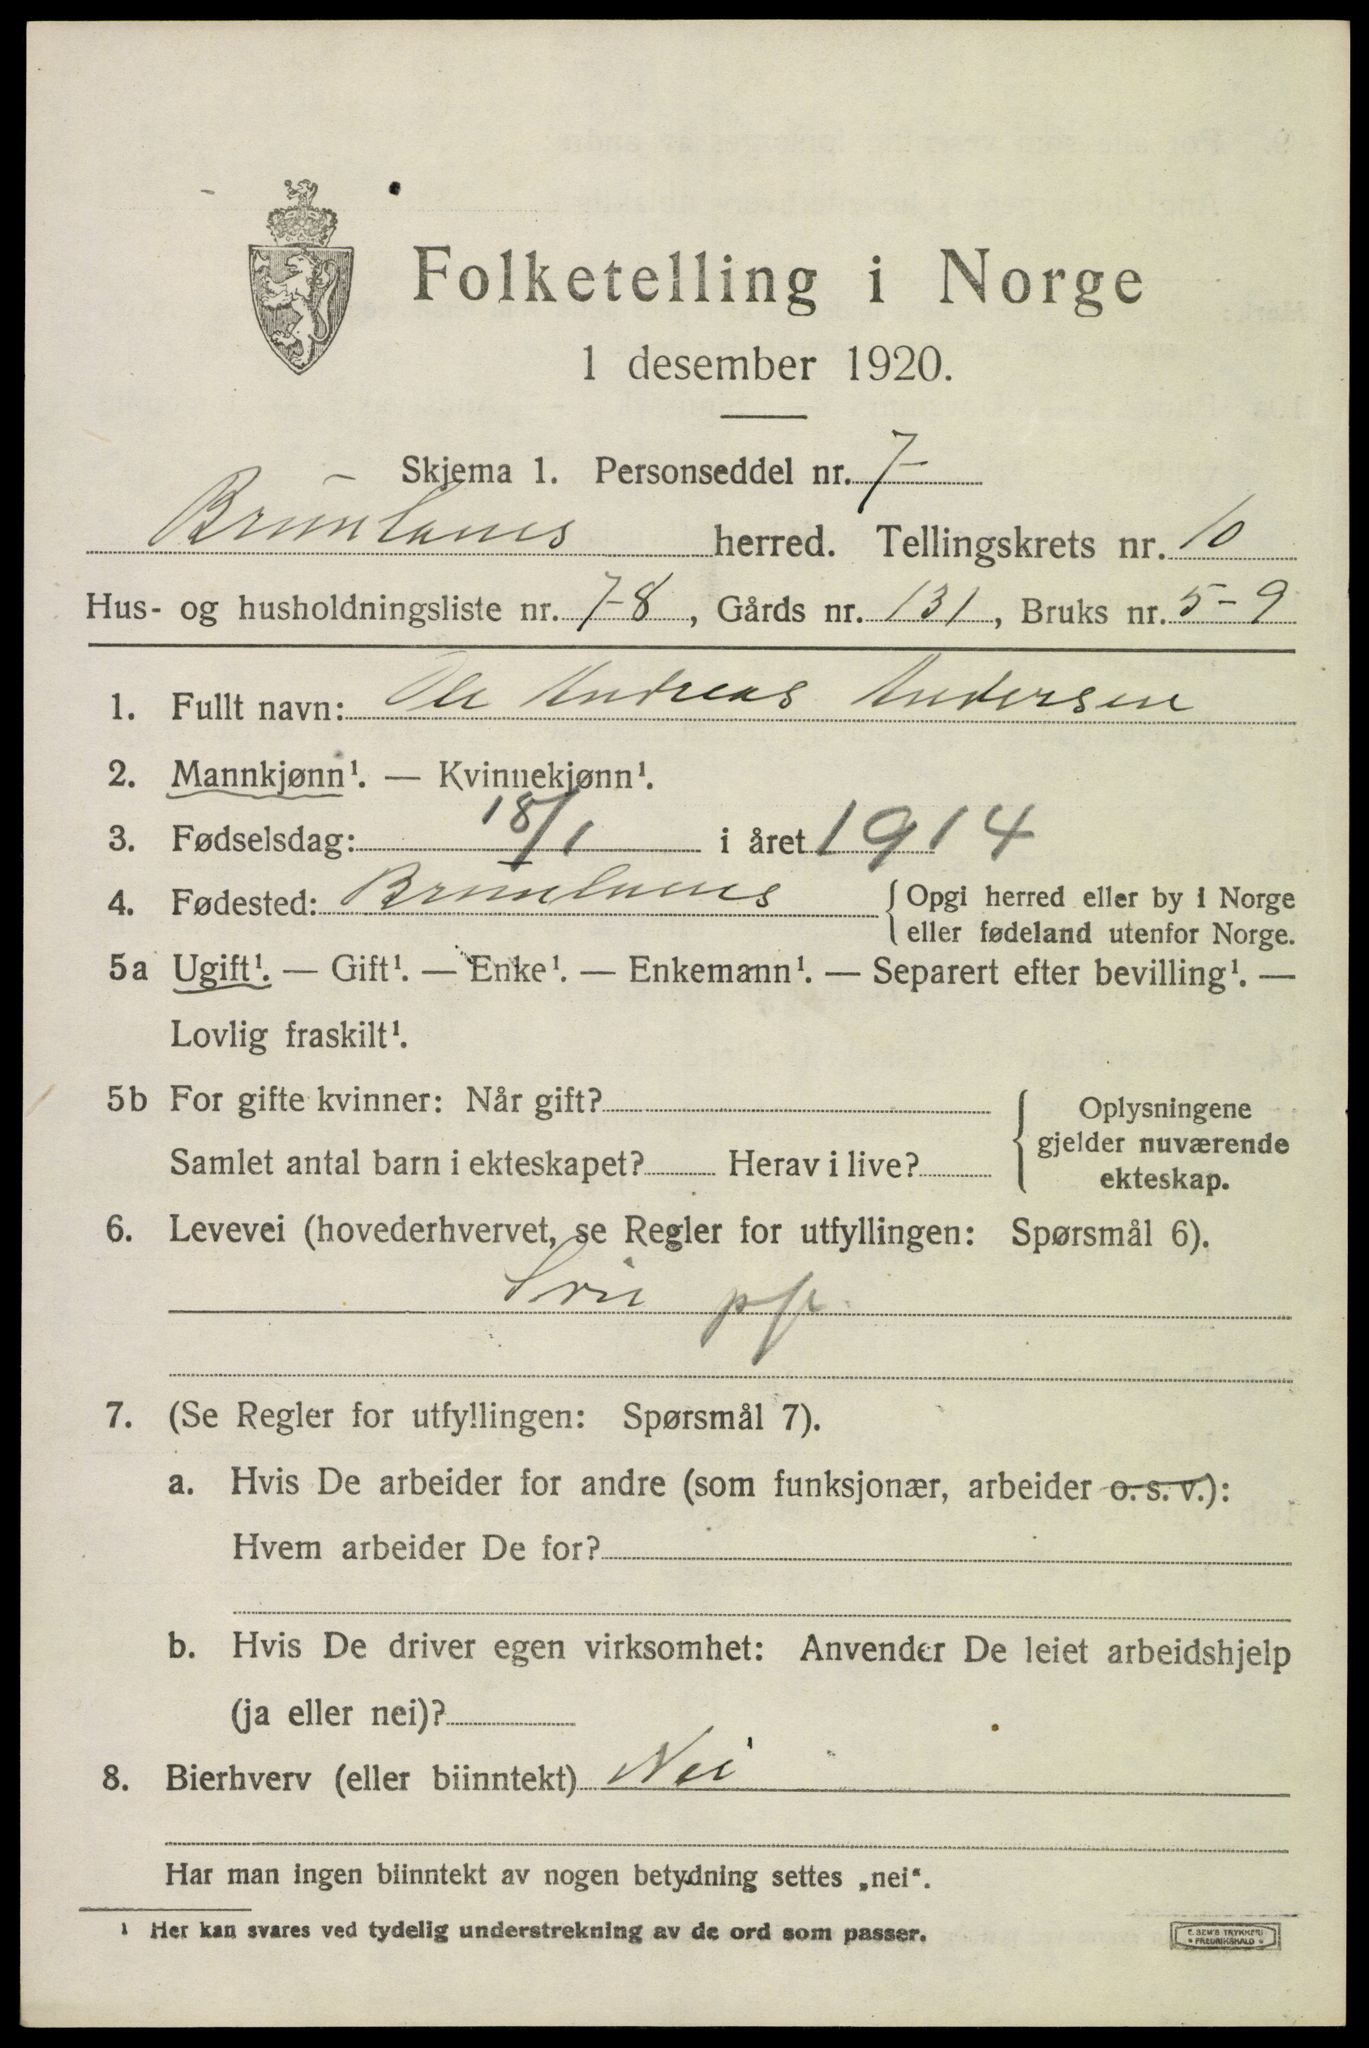 Folketelling i Norge
1 desember 1920.
Skjema 1. Personseddel nr. 7-
Brunlanes herred. Tellingskrets nr. 10
Hus- og husholdningsliste nr. 7-8, Gårds nr. 131, Bruks nr. 5-9
1. Fullt navn: Ole Andreas Andersen
2. Mannkjønn¹. — Kvinnekjønn¹.
3. Fødselsdag: 18/1 i året 1914
4. Fødested: Brunlanes {Opgi herred eller by i Norge
eller fødeland utenfor Norge.
5a Ugift¹. — Gift¹. — Enke¹. — Enkemann¹. — Separert efter bevilling¹. —
Lovlig fraskilt¹.
5b For gifte kvinner: Når gift?
Samlet antal barn i ekteskapet? Herav i live?
{Oplysningene
gjelder nuværende
ekteskap.
6. Levevei (hovederhvervet, se Regler for utfyllingen: Spørsmål 6).
7. (Se Regler for utfyllingen: Spørsmål 7).
a. Hvis De arbeider for andre (som funksjonær, arbeider o. s. v.):
Hvem arbeider De for?
b. Hvis De driver egen virksomhet: Anvender De leiet arbeidshjelp
(ja eller nei)?
8. Bierhverv (eller biinntekt) Nei
Har man ingen biinntekt av nogen betydning settes „nei“.
¹ Her kan svares ved tydelig understrekning av de ord som passer.
E. SEM'S TRYKKERI
• FREDRIKSHALD •